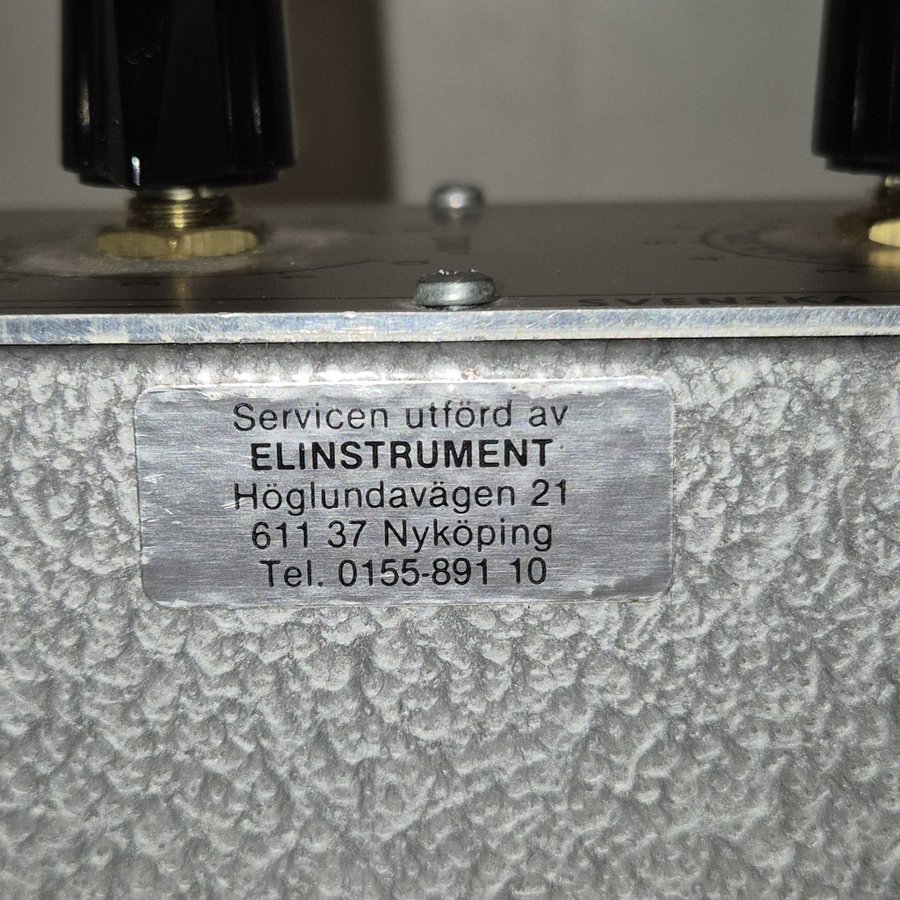 SVENSKA
Servicen utförd av
ELINSTRUMENT
Höglundavägen 21
611 37 Nyköping
Tel. 0155-891 10